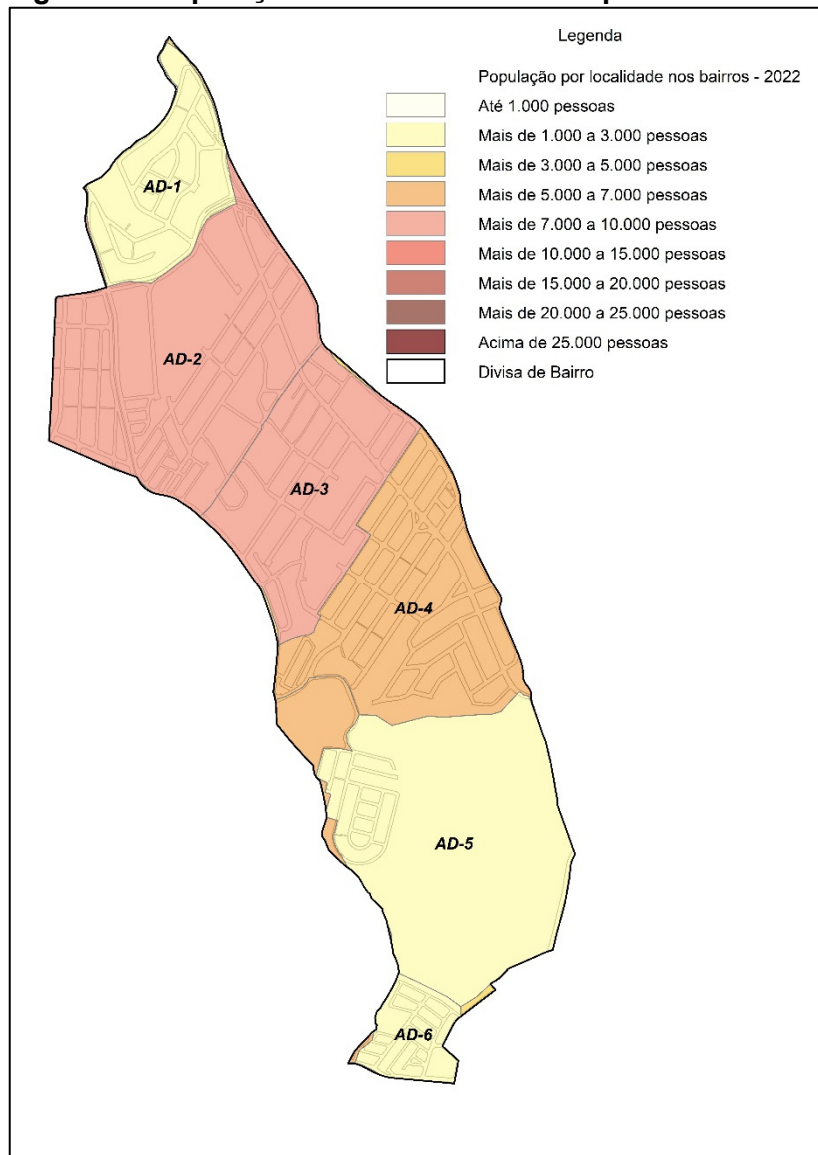 Legenda
População por localidade nos bairros - 2022
Até 1.000 pessoas
Mais de 1.000 a 3.000 pessoas
Mais de 3.000 a 5.000 pessoas
Mais de 5.000 a 7.000 pessoas
Mais de 7.000 a 10.000 pessoas
Mais de 10.000 a 15.000 pessoas
Mais de 15.000 a 20.000 pessoas
Mais de 20.000 a 25.000 pessoas
Acima de 25.000 pessoas
Divisa de Bairro
AD-1
AD-2
AD-3
AD-4
AD-5
AD-6